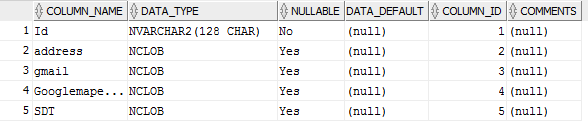 COLUMN_NAME DATA_TYPE NULLABLE DATA_DEFAULT COLUMN_ID COMMENTS
1 Id NVARCHAR2(128 CHAR) No (null) 1 (null)
2 address NCLOB Yes (null) 2 (null)
3 gmail NCLOB Yes (null) 3 (null)
4 Googlemape... NCLOB Yes (null) 4 (null)
5 SDT NCLOB Yes (null) 5 (null)